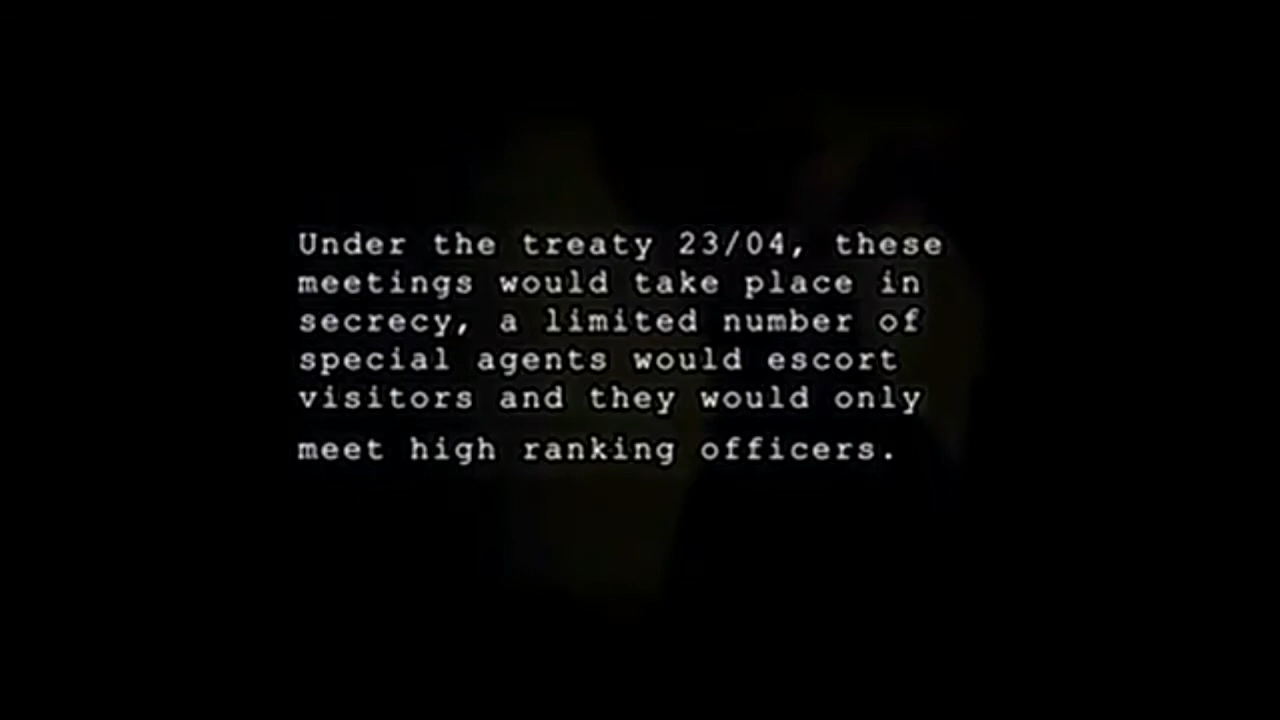 Under the treaty 23/04, these
meetings would take place in
secrecy, a limited number of
special agents would escort
visitors and they would only
meet high ranking officers.